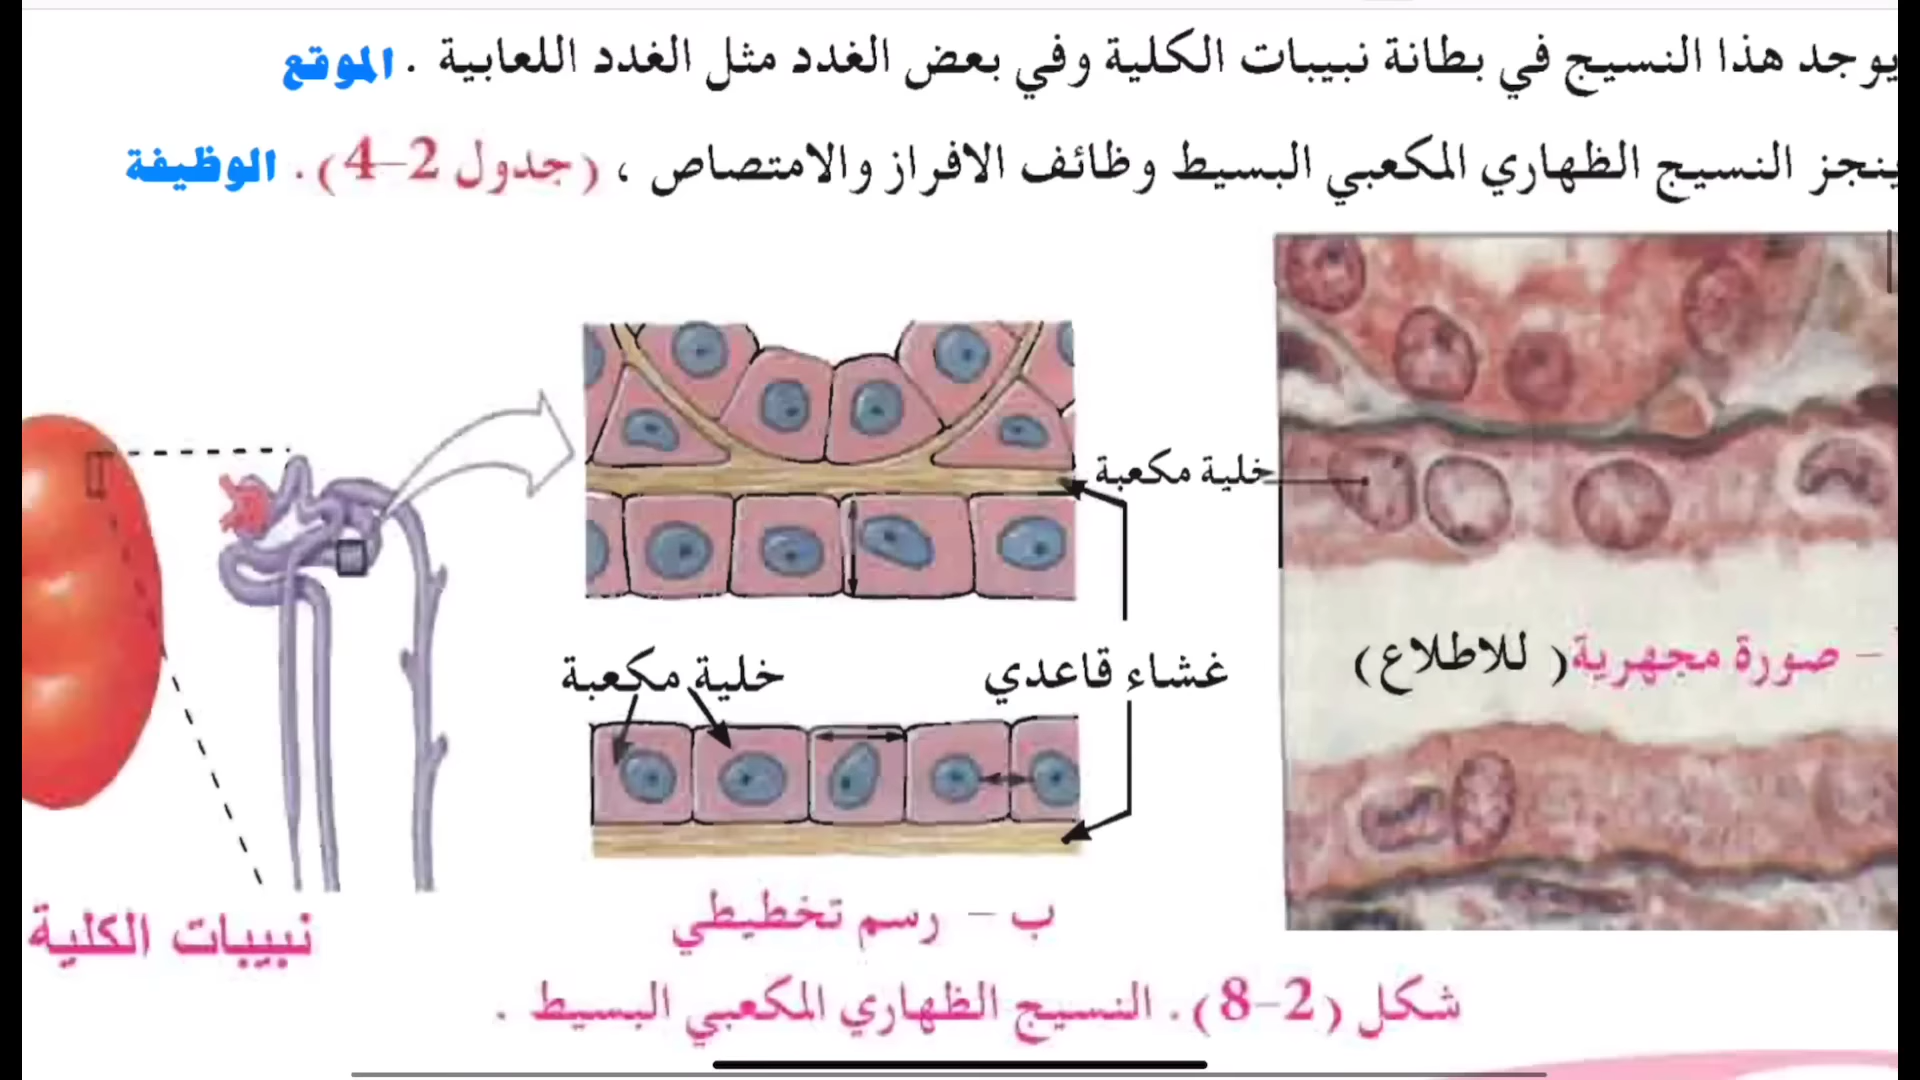 يوجد هذا النسيج في بطانة نبيبات الكلية وفي بعض الغدد مثل الغدد اللعابية . الموقع
ينجز النسيج الظهاري المكعبي البسيط وظائف الافراز والامتصاص ، (جدول 2-4) . الوظيفة
خلية مكعبة
غشاء قاعدي
خلية مكعبة
- صورة مجهرية ( للاطلاع )
ب - رسم تخطيطي
نبيبات الكلية
شكل (2-8) . النسيج الظهاري المكعبي البسيط .